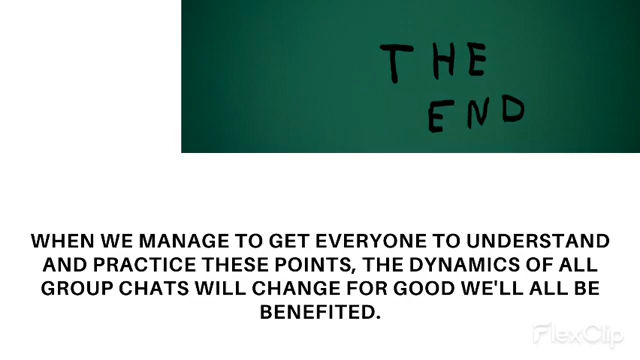 THE
END
WHEN WE MANAGE TO GET EVERYONE TO UNDERSTAND
AND PRACTICE THESE POINTS, THE DYNAMICS OF ALL
GROUP CHATS WILL CHANGE FOR GOOD WE'LL ALL BE
BENEFITED.
FlexClip